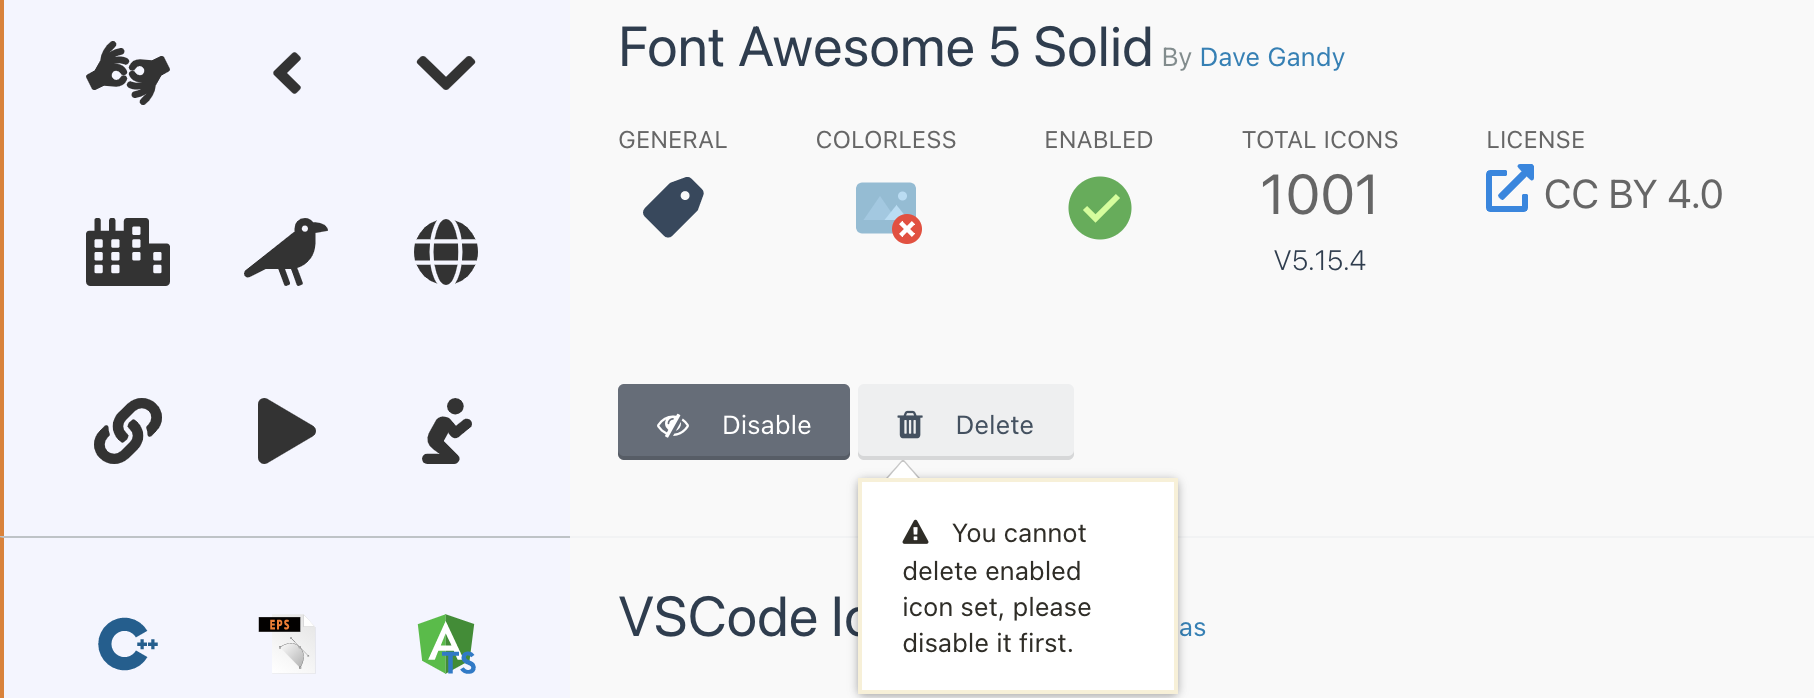 Font Awesome 5 Solid By Dave Gandy
GENERAL COLORLESS ENABLED TOTAL ICONS LICENSE
1001 CC BY 4.0
V5.15.4
Disable Delete
You cannot
delete enabled
icon set, please
disable it first.
VSCode
as
C++ EPS A TS